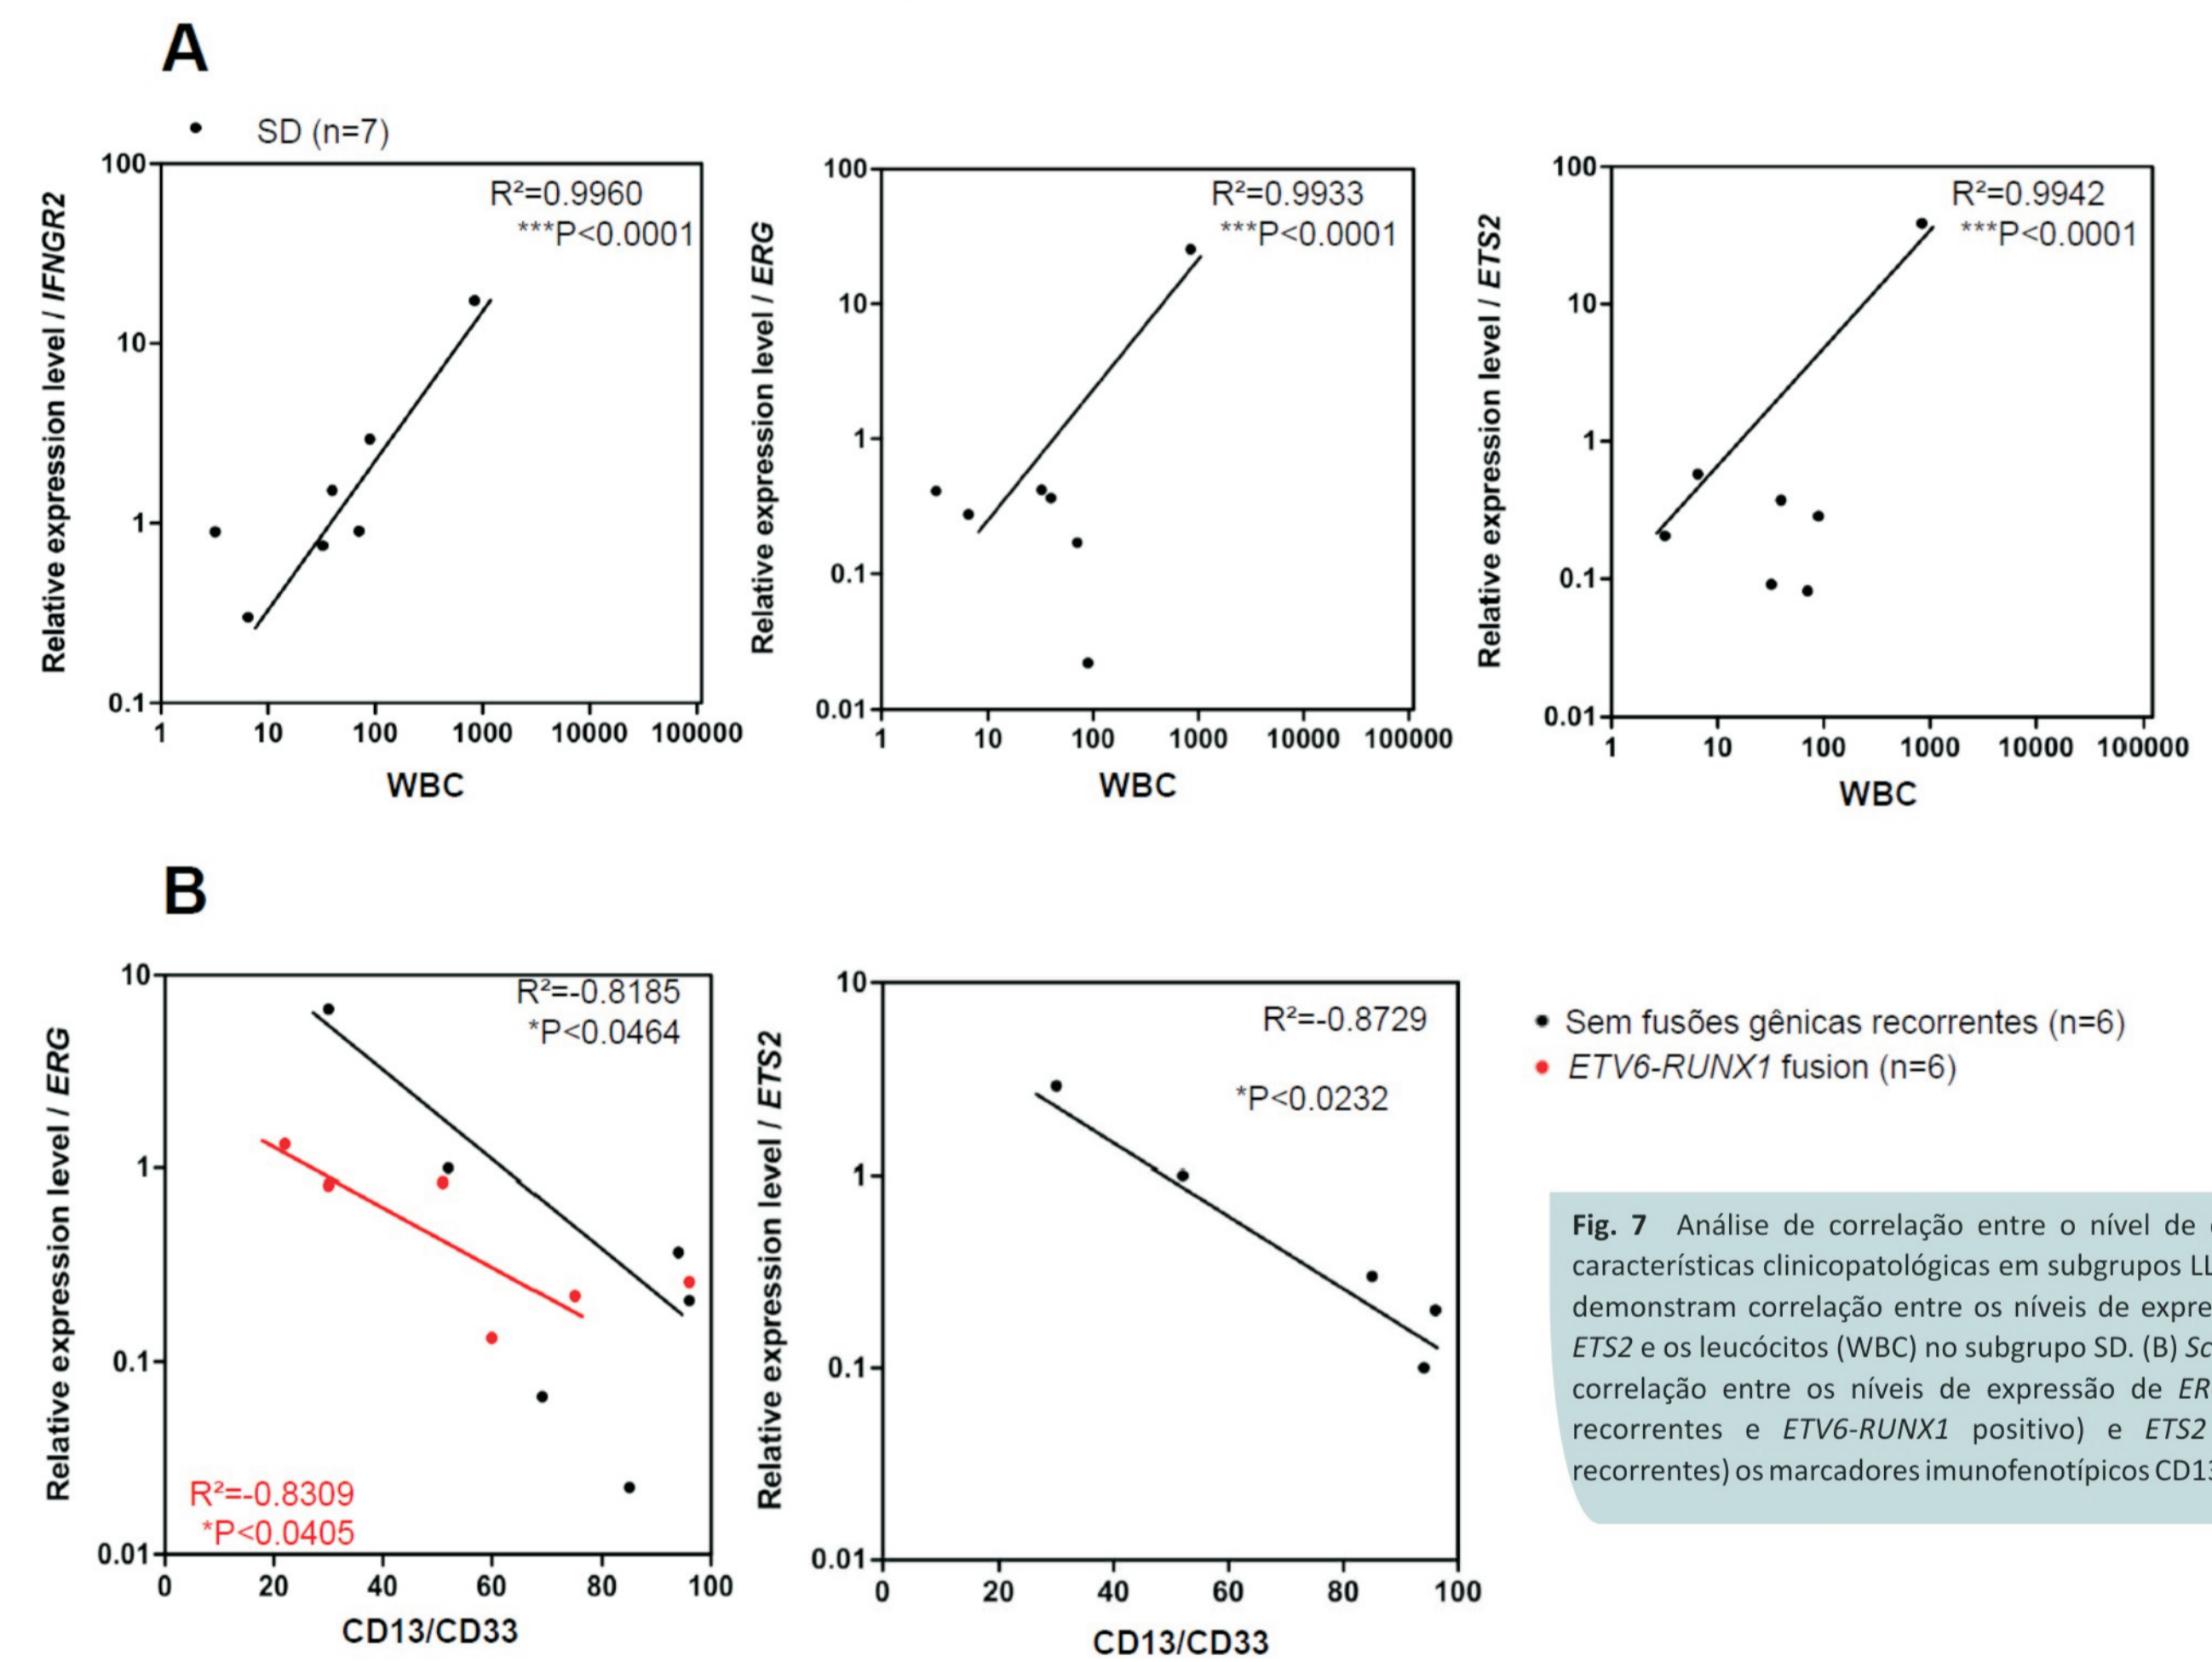 A
SD (n=7)
R²=0.9960
***P<0.0001
Relative expression level / IFNGR2
100
10
1
0.1
1 10 100 1000 10000 100000
WBC
R²=0.9933
***P<0.0001
Relative expression level / ERG
100
10
1
0.1
0.01
1 10 100 1000 10000 100000
WBC
R²=0.9942
***P<0.0001
Relative expression level / ETS2
100
10
1
0.1
0.01
1 10 100 1000 10000 100000
WBC
B
R²=-0.8185
*P<0.0464
Relative expression level / ERG
10
1
0.1
0.01
R²=-0.8309
*P<0.0405
0 20 40 60 80 100
CD13/CD33
R²=-0.8729
*P<0.0232
Relative expression level / ETS2
10
1
0.1
0.01
0 20 40 60 80 100
CD13/CD33
Sem fusões gênicas recorrentes (n=6)
ETV6-RUNX1 fusion (n=6)
Fig. 7 Análise de correlação entre o nível de
características clinicopatológicas em subgrupos
demonstram correlação entre os níveis de
ETS2 e os leucócitos (WBC) no subgrupo SD. (B)
correlação entre os níveis de expressão de
recorrentes e ETV6-RUNX1 positivo) e ETS2
recorrentes) os marcadores imunofenotípicos